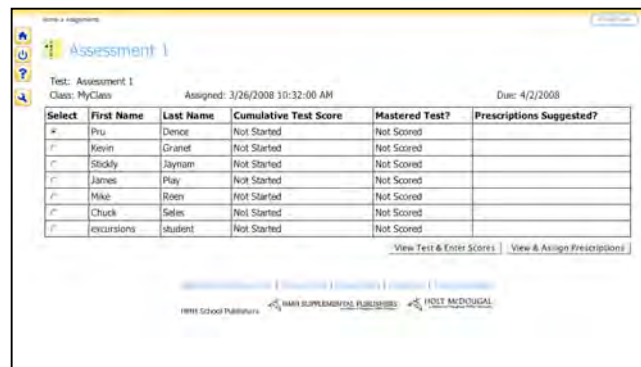 Home > Assignments
Assessment 1
Test: Assessment 1
Class: MyClass Assigned: 3/26/2008 10:32:00 AM Due: 4/2/2008
Select First Name Last Name Cumulative Test Score Mastered Test? Prescriptions Suggested?
Pru Dence Not Started Not Scored
Kevin Granet Not Started Not Scored
Stickly Jaynam Not Started Not Scored
James Play Not Started Not Scored
Mike Reen Not Started Not Scored
Chuck Seles Not Started Not Scored
excursions student Not Started Not Scored
View Test & Enter Scores View & Assign Prescriptions
HMH School Publishers HMH SUPPLEMENTAL PUBLISHERS HOLT McDOUGAL